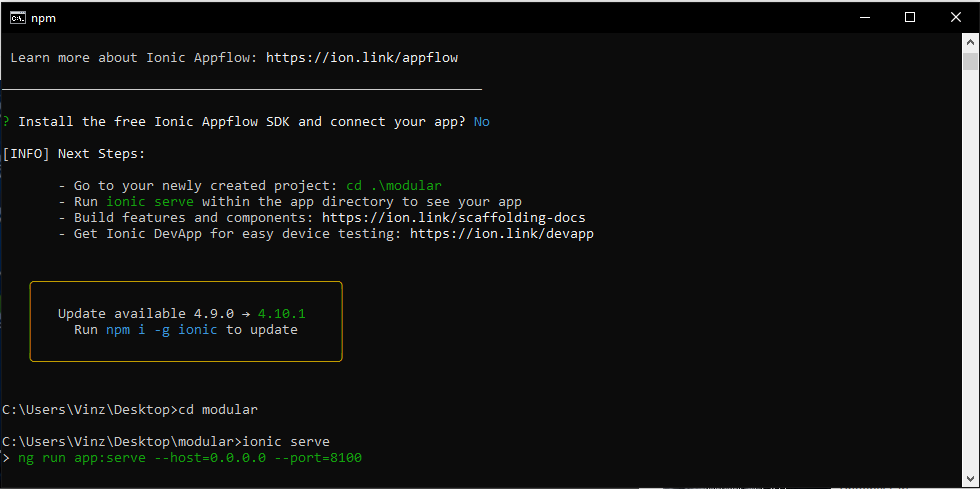 npm
Learn more about Ionic Appflow: https://ion.link/appflow
? Install the free Ionic Appflow SDK and connect your app? No
[INFO] Next Steps:
- Go to your newly created project: cd .\modular
- Run ionic serve within the app directory to see your app
- Build features and components: https://ion.link/scaffolding-docs
- Get Ionic DevApp for easy device testing: https://ion.link/devapp
Update available 4.9.0 → 4.10.1
Run npm i -g ionic to update
C:\Users\Vinz\Desktop>cd modular
C:\Users\Vinz\Desktop\modular>ionic serve
> ng run app:serve --host=0.0.0.0 --port=8100